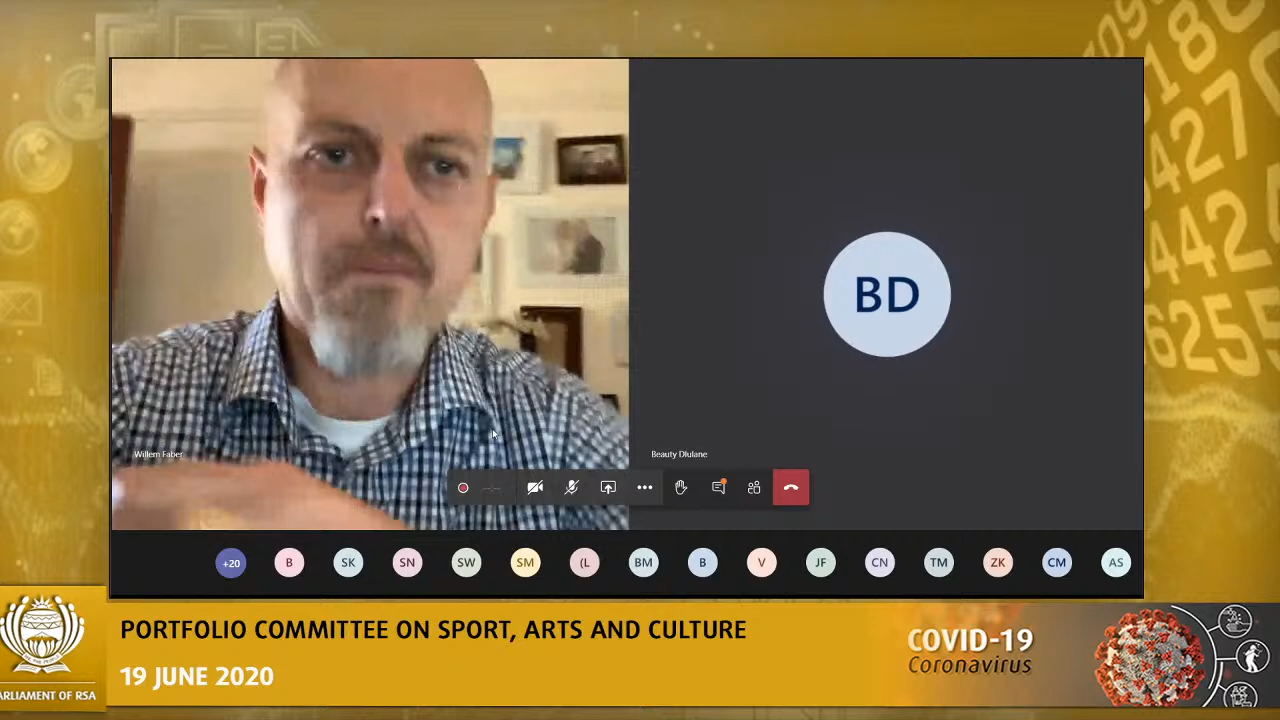 BD
Willem Faber
Beauty Dlulane
+20
B
SK
SN
SW
SM
(L
BM
B
V
JF
CN
TM
ZK
CM
AS
PORTFOLIO COMMITTEE ON SPORT, ARTS AND CULTURE
19 JUNE 2020
COVID-19
Coronavirus
ARLIAMENT OF RSA